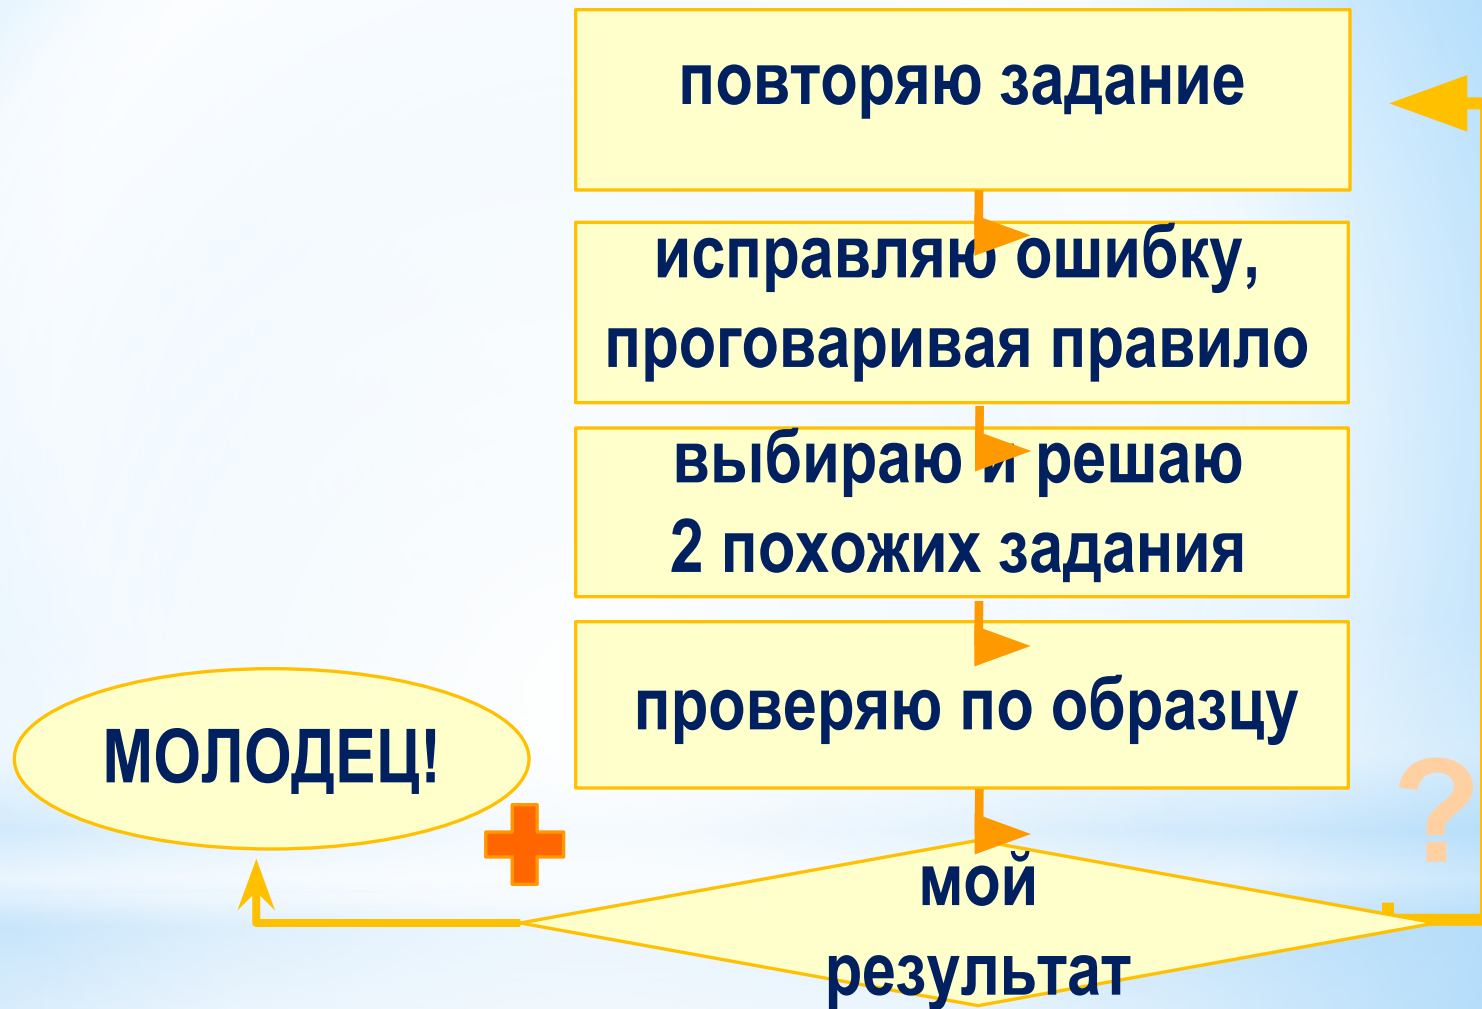 повторяю задание
исправляю ошибку,
проговаривая правило
выбираю и решаю
2 похожих задания
проверяю по образцу
МОЛОДЕЦ!
?
мой
результат